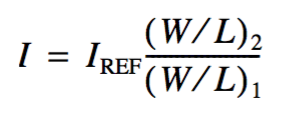 I = I_REF (W/L)_2 / (W/L)_1